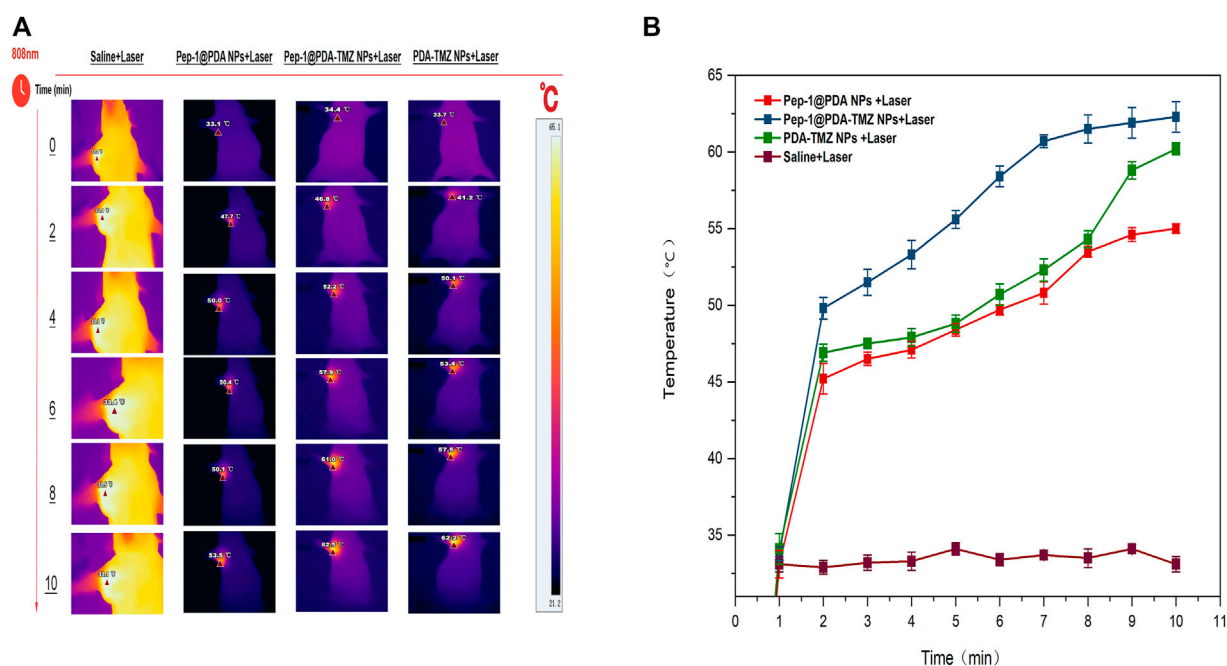 A
808nm
Time (min)
Saline+Laser
Pep-1@PDA NPs+Laser
Pep-1@PDA-TMZ NPs+Laser
PDA-TMZ NPs+Laser
℃
65.1
21.2
0
33.1 ℃
34.4 ℃
33.7 ℃
2
47.7 ℃
46.8 ℃
41.2 ℃
4
50.0 ℃
52.2 ℃
50.1 ℃
6
33.4 ℃
50.4 ℃
57.9 ℃
53.4 ℃
8
50.1 ℃
61.0 ℃
57.5 ℃
10
53.5 ℃
62.5 ℃
62.2 ℃
B
Pep-1@PDA NPs +Laser
Pep-1@PDA-TMZ NPs+Laser
PDA-TMZ NPs +Laser
Saline+Laser
Temperature（℃）
65
60
55
50
45
35
0 1 2 3 4 5 6 7 8 9 10 11
Time（min）